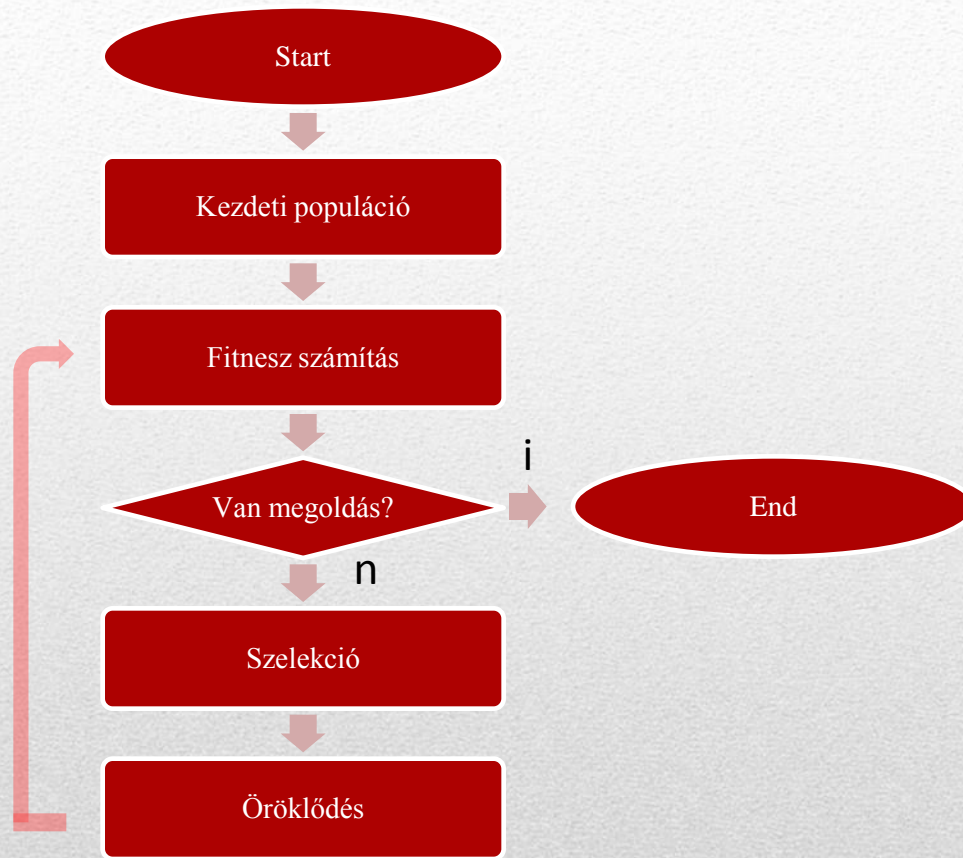 Start
Kezdeti populáció
Fitnesz számítás
Van megoldás?
i
End
n
Szelekció
Öröklődés